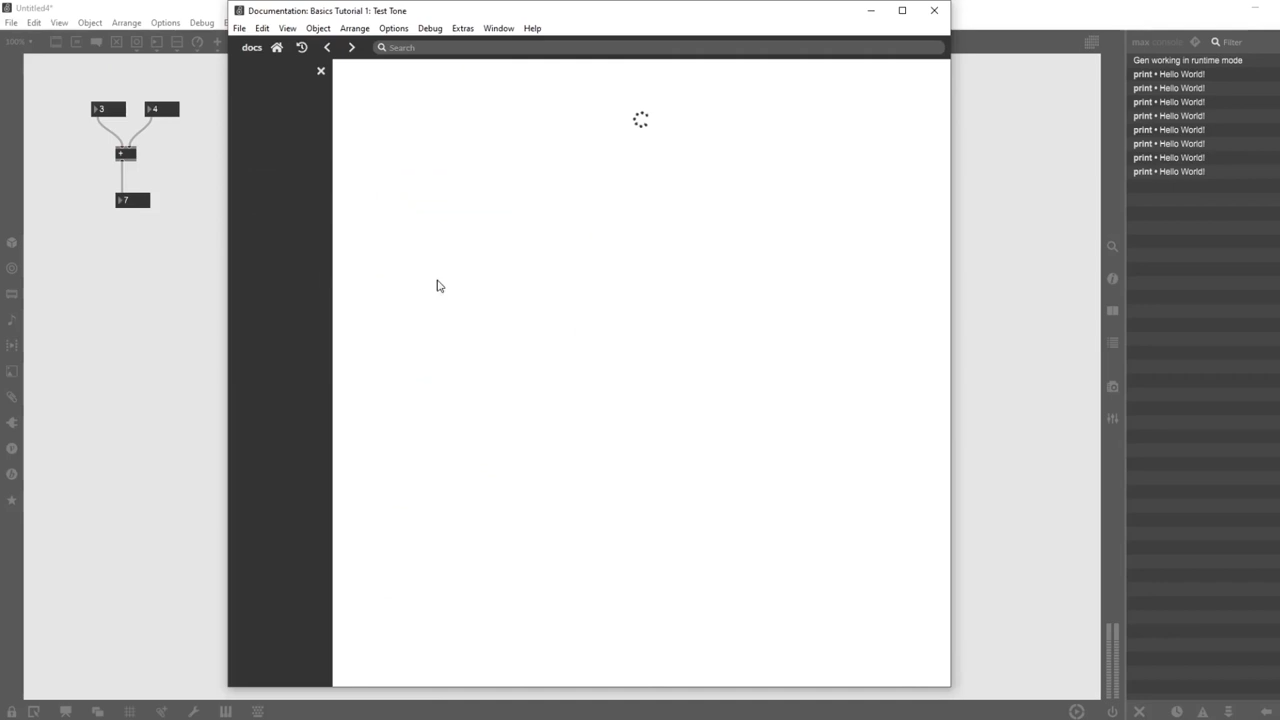 Untitled4*
File Edit View Object Arrange Options Debug
100%
3
4
+
7
Documentation: Basics Tutorial 1: Test Tone
File Edit View Object Arrange Options Debug Extras Window Help
docs
Search
max console
Filter
Gen working in runtime mode
print • Hello World!
print • Hello World!
print • Hello World!
print • Hello World!
print • Hello World!
print • Hello World!
print • Hello World!
print • Hello World!